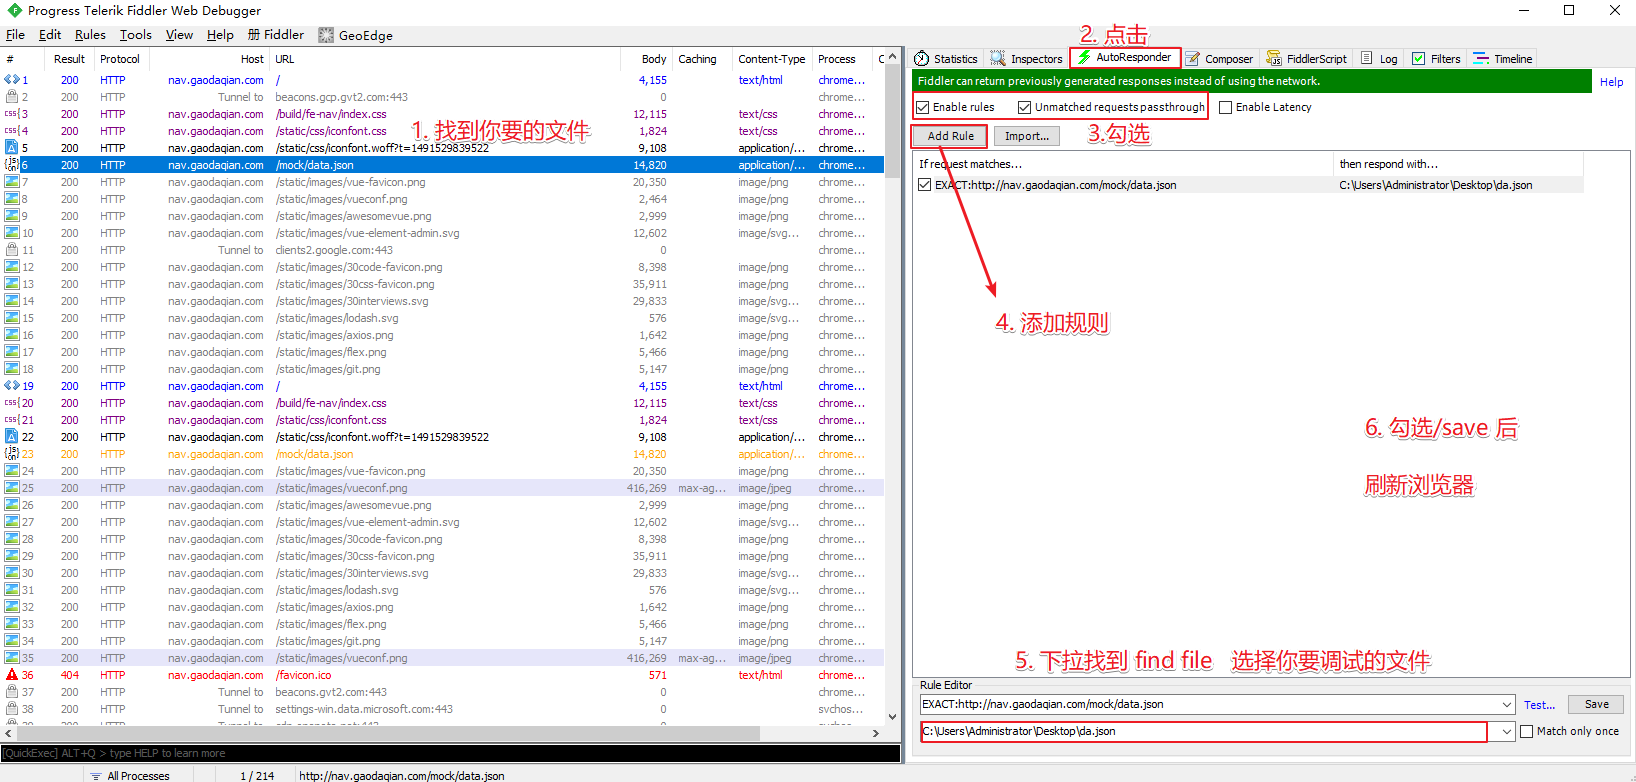 Progress Telerik Fiddler Web Debugger
File Edit Rules Tools View Help 册 Fiddler GeoEdge
# Result Protocol Host URL Body Caching Content-Type Process C
1 200 HTTP nav.gaodaqian.com / 4,155 text/html chrome...
2 200 HTTP Tunnel to beacons.gcp.gvt2.com:443 0 chrome...
3 200 HTTP nav.gaodaqian.com /build/fe-nav/index.css 12,115 text/css chrome...
4 200 HTTP nav.gaodaqian.com /static/css/iconfont.css 1,824 text/css chrome...
5 200 HTTP nav.gaodaqian.com /static/css/iconfont.woff?t=1491529839522 9,108 application/... chrome...
6 200 HTTP nav.gaodaqian.com /mock/data.json 14,820 application/... chrome...
7 200 HTTP nav.gaodaqian.com /static/images/vue-favicon.png 20,350 image/png chrome...
8 200 HTTP nav.gaodaqian.com /static/images/vueconf.png 2,464 image/png chrome...
9 200 HTTP nav.gaodaqian.com /static/images/awesomevue.png 2,999 image/png chrome...
10 200 HTTP nav.gaodaqian.com /static/images/vue-element-admin.svg 12,602 image/svg... chrome...
11 200 HTTP Tunnel to clients2.google.com:443 0 chrome...
12 200 HTTP nav.gaodaqian.com /static/images/30code-favicon.png 8,398 image/png chrome...
13 200 HTTP nav.gaodaqian.com /static/images/30css-favicon.png 35,911 image/png chrome...
14 200 HTTP nav.gaodaqian.com /static/images/30interviews.svg 29,833 image/svg... chrome...
15 200 HTTP nav.gaodaqian.com /static/images/lodash.svg 576 image/svg... chrome...
16 200 HTTP nav.gaodaqian.com /static/images/axios.png 1,642 image/png chrome...
17 200 HTTP nav.gaodaqian.com /static/images/flex.png 5,466 image/png chrome...
18 200 HTTP nav.gaodaqian.com /static/images/git.png 5,147 image/png chrome...
19 200 HTTP nav.gaodaqian.com / 4,155 text/html chrome...
20 200 HTTP nav.gaodaqian.com /build/fe-nav/index.css 12,115 text/css chrome...
21 200 HTTP nav.gaodaqian.com /static/css/iconfont.css 1,824 text/css chrome...
22 200 HTTP nav.gaodaqian.com /static/css/iconfont.woff?t=1491529839522 9,108 application/... chrome...
23 200 HTTP nav.gaodaqian.com /mock/data.json 14,820 application/... chrome...
24 200 HTTP nav.gaodaqian.com /static/images/vue-favicon.png 20,350 image/png chrome...
25 200 HTTP nav.gaodaqian.com /static/images/vueconf.png 416,269 max-ag... image/jpeg chrome...
26 200 HTTP nav.gaodaqian.com /static/images/awesomevue.png 2,999 image/png chrome...
27 200 HTTP nav.gaodaqian.com /static/images/vue-element-admin.svg 12,602 image/svg... chrome...
28 200 HTTP nav.gaodaqian.com /static/images/30code-favicon.png 8,398 image/png chrome...
29 200 HTTP nav.gaodaqian.com /static/images/30css-favicon.png 35,911 image/png chrome...
30 200 HTTP nav.gaodaqian.com /static/images/30interviews.svg 29,833 image/svg... chrome...
31 200 HTTP nav.gaodaqian.com /static/images/lodash.svg 576 image/svg... chrome...
32 200 HTTP nav.gaodaqian.com /static/images/axios.png 1,642 image/png chrome...
33 200 HTTP nav.gaodaqian.com /static/images/flex.png 5,466 image/png chrome...
34 200 HTTP nav.gaodaqian.com /static/images/git.png 5,147 image/png chrome...
35 200 HTTP nav.gaodaqian.com /static/images/vueconf.png 416,269 max-ag... image/jpeg chrome...
36 404 HTTP nav.gaodaqian.com /favicon.ico 571 text/html chrome...
37 200 HTTP Tunnel to beacons.gvt2.com:443 0 chrome...
38 200 HTTP Tunnel to settings-win.data.microsoft.com:443 0 svchos...
1. 找到你要的文件
[QuickExec] ALT+Q > type HELP to learn more
All Processes 1 / 214 http://nav.gaodaqian.com/mock/data.json
2. 点击
Statistics Inspectors AutoResponder Composer FiddlerScript Log Filters Timeline
Fiddler can return previously generated responses instead of using the network. Help
Enable rules Unmatched requests passthrough Enable Latency
Add Rule Import... 3.勾选
If request matches... then respond with...
EXACT:http://nav.gaodaqian.com/mock/data.json C:\Users\Administrator\Desktop\da.json
4. 添加规则
6. 勾选/save 后
刷新浏览器
5. 下拉找到 find file 选择你要调试的文件
Rule Editor
EXACT:http://nav.gaodaqian.com/mock/data.json Test... Save
C:\Users\Administrator\Desktop\da.json Match only once